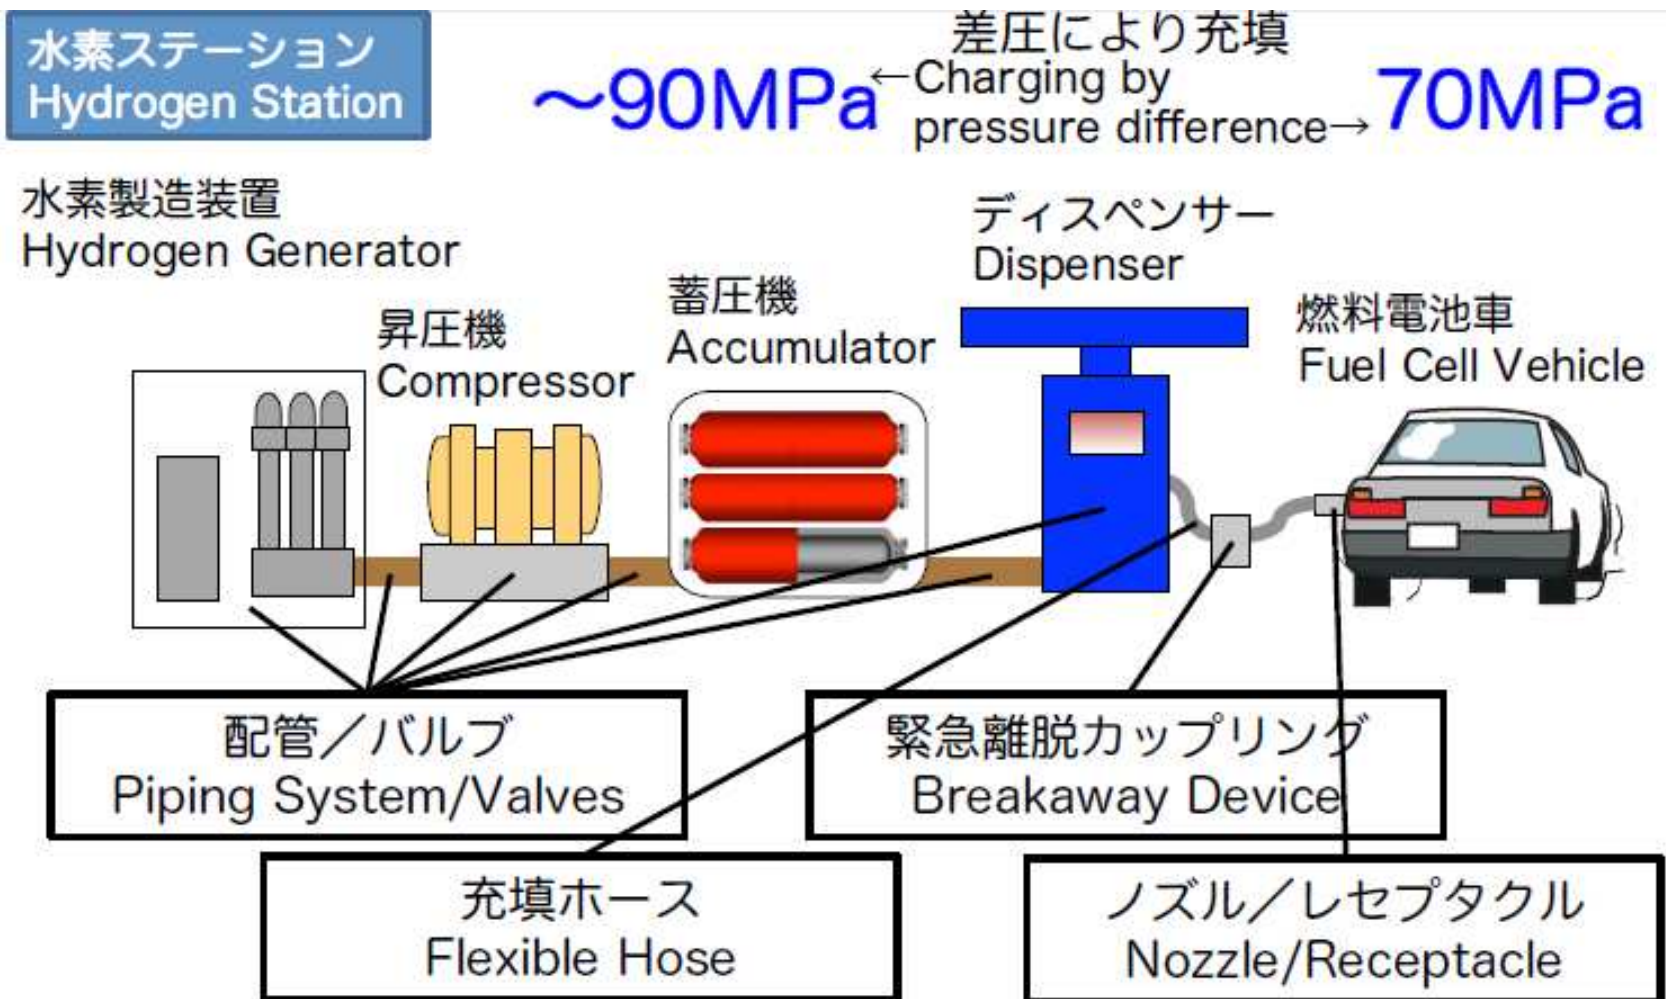 水素ステーション
Hydrogen Station
差圧により充填
～90MPa
←Charging by
pressure difference→
70MPa
水素製造装置
Hydrogen Generator
昇圧機
Compressor
蓄圧機
Accumulator
ディスペンサー
Dispenser
燃料電池車
Fuel Cell Vehicle
配管／バルブ
Piping System/Valves
緊急離脱カップリング
Breakaway Device
充填ホース
Flexible Hose
ノズル／レセプタクル
Nozzle/Receptacle